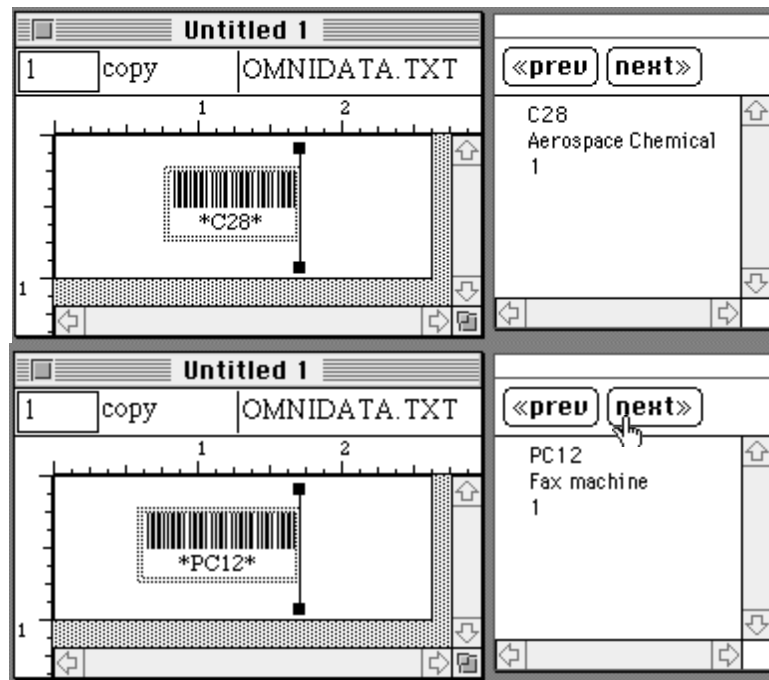 Untitled 1
1 copy OMNIDATA.TXT
«prev next»
1 2
C28
Aerospace Chemical
1
*C28*
1
Untitled 1
1 copy OMNIDATA.TXT
«prev next»
1 2
PC12
Fax machine
1
*PC12*
1